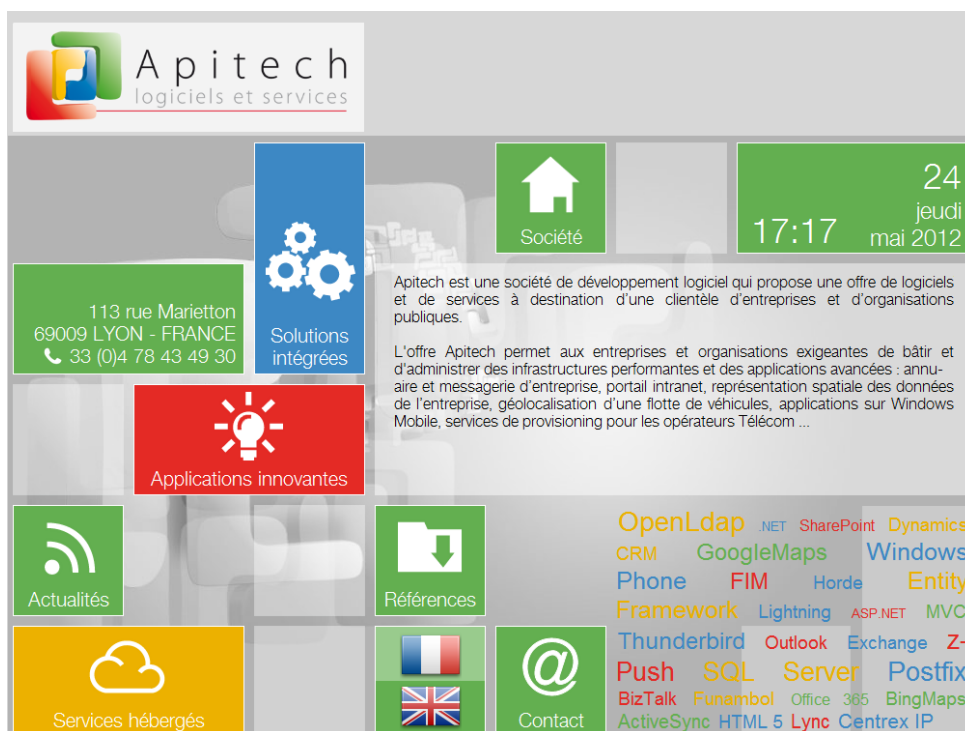 Apitech
logiciels et services
Société
24
jeudi
17:17 mai 2012
113 rue Marietton
69009 LYON - FRANCE
33 (0)4 78 43 49 30
Solutions
intégrées
Apitech est une société de développement logiciel qui propose une offre de logiciels
et de services à destination d'une clientèle d'entreprises et d'organisations
publiques.
L'offre Apitech permet aux entreprises et organisations exigeantes de bâtir et
d'administrer des infrastructures performantes et des applications avancées : annu-
aire et messagerie d'entreprise, portail intranet, représentation spatiale des données
de l'entreprise, géolocalisation d'une flotte de véhicules, applications sur Windows
Mobile, services de provisioning pour les opérateurs Télécom ...
Applications innovantes
Actualités
Références
OpenLdap .NET SharePoint Dynamics
CRM GoogleMaps Windows
Phone FIM Horde Entity
Framework Lightning ASP.NET MVC
Thunderbird Outlook Exchange Z-
Push SQL Server Postfix
BizTalk Funambol Office 365 BingMaps
ActiveSync HTML 5 Lync Centrex IP
Services hébergés
@
Contact